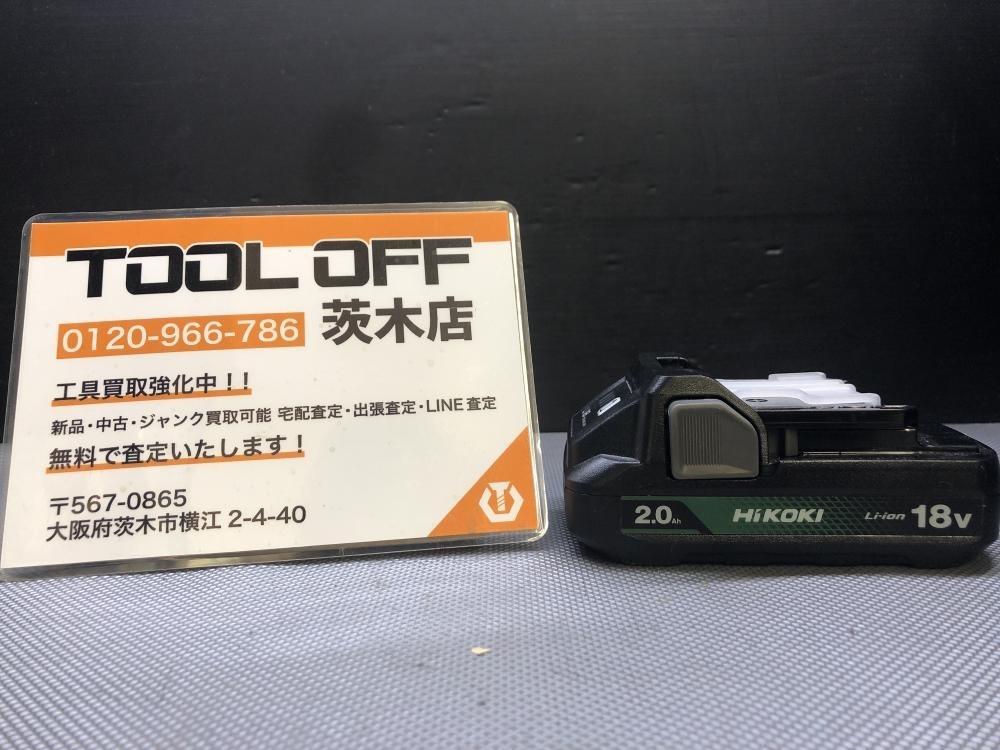 TOOL OFF
0120-966-786 茨木店
工具買取強化中!!
新品・中古・ジャンク買取可能 宅配査定・出張査定・LINE査定
無料で査定いたします!
〒567-0865
大阪府茨木市横江 2-4-40
2.0Ah HiKOKI Li-ion 18V